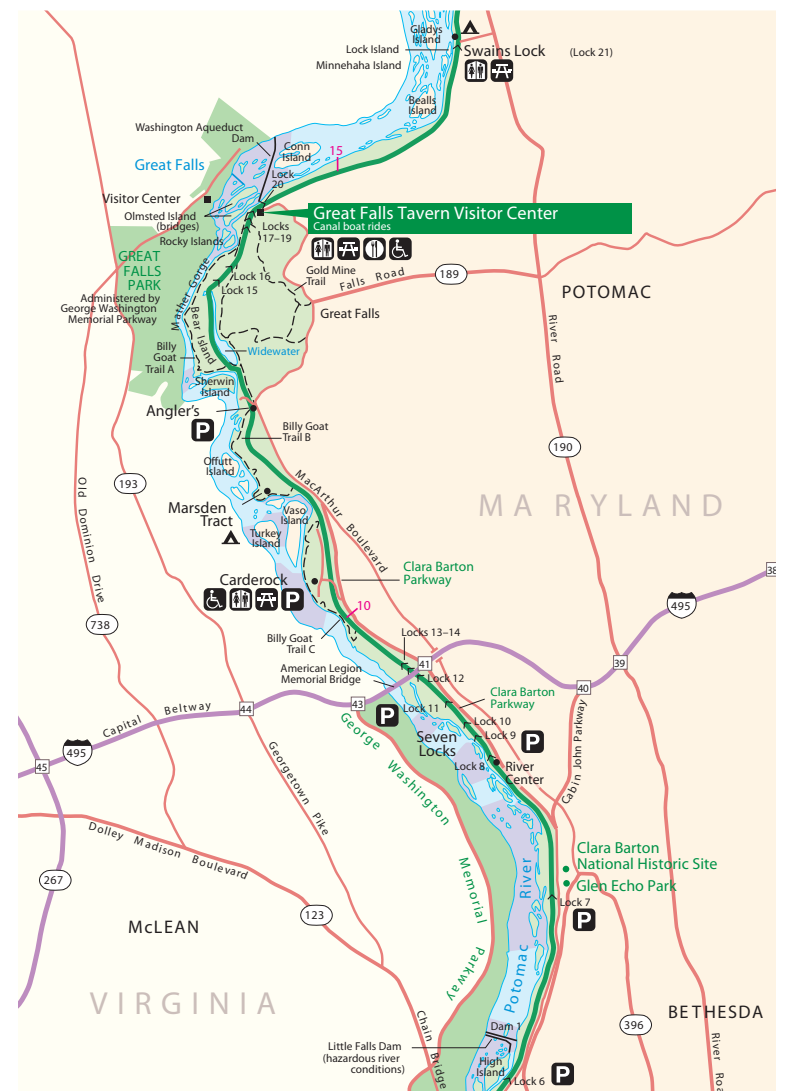 Gladys
Island
Lock Island
Swains Lock
(Lock 21)
Minnehaha Island
Bealls
Island
Washington Aqueduct
Dam
Conn
Island
15
Great Falls
Lock
20
Visitor Center
Olmsted Island
(bridges)
Great Falls Tavern Visitor Center
Canal boat rides
Rocky Islands
Locks
17–19
GREAT
FALLS
PARK
Administered by
George Washington
Memorial Parkway
Mather Gorge
Lock 16
Lock 15
Gold Mine
Trail
Falls Road
189
POTOMAC
Great Falls
Bear Island
River Road
Billy
Goat
Trail A
Widewater
Sherwin
Island
Angler's
P
Billy Goat
Trail B
190
Offutt
Island
193
Old Dominion Drive
MacArthur Boulevard
MARYLAND
Marsden
Tract
Vaso
Island
Turkey
Island
Clara Barton
Parkway
38
Carderock
P
10
495
738
Billy Goat
Trail C
Locks 13–14
41
39
American Legion
Memorial Bridge
Lock 12
40
Clara Barton
Parkway
44
43
Capital Beltway
P
Lock 11
Lock 10
Lock 9
P
495
45
George Washington Memorial Parkway
Seven
Locks
Lock 8
River
Center
Cabin John Parkway
Georgetown Pike
Dolley Madison Boulevard
Clara Barton
National Historic Site
Glen Echo Park
267
Lock 7
P
123
McLEAN
Potomac River
VIRGINIA
BETHESDA
396
Chain Bridge
Dam 1
Little Falls Dam
(hazardous river
conditions)
High
Island
River
P
Lock 6